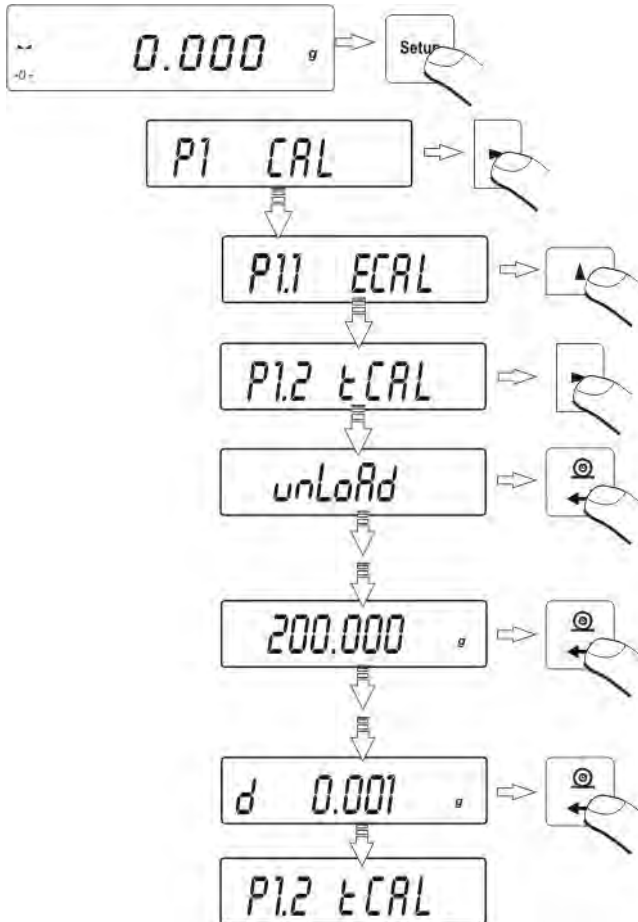 -0-
0.000 g
Setup
P1 CAL
P1.1 ECAL
P1.2 tCAL
unLoAd
200.000 g
d 0.001 g
P1.2 tCAL